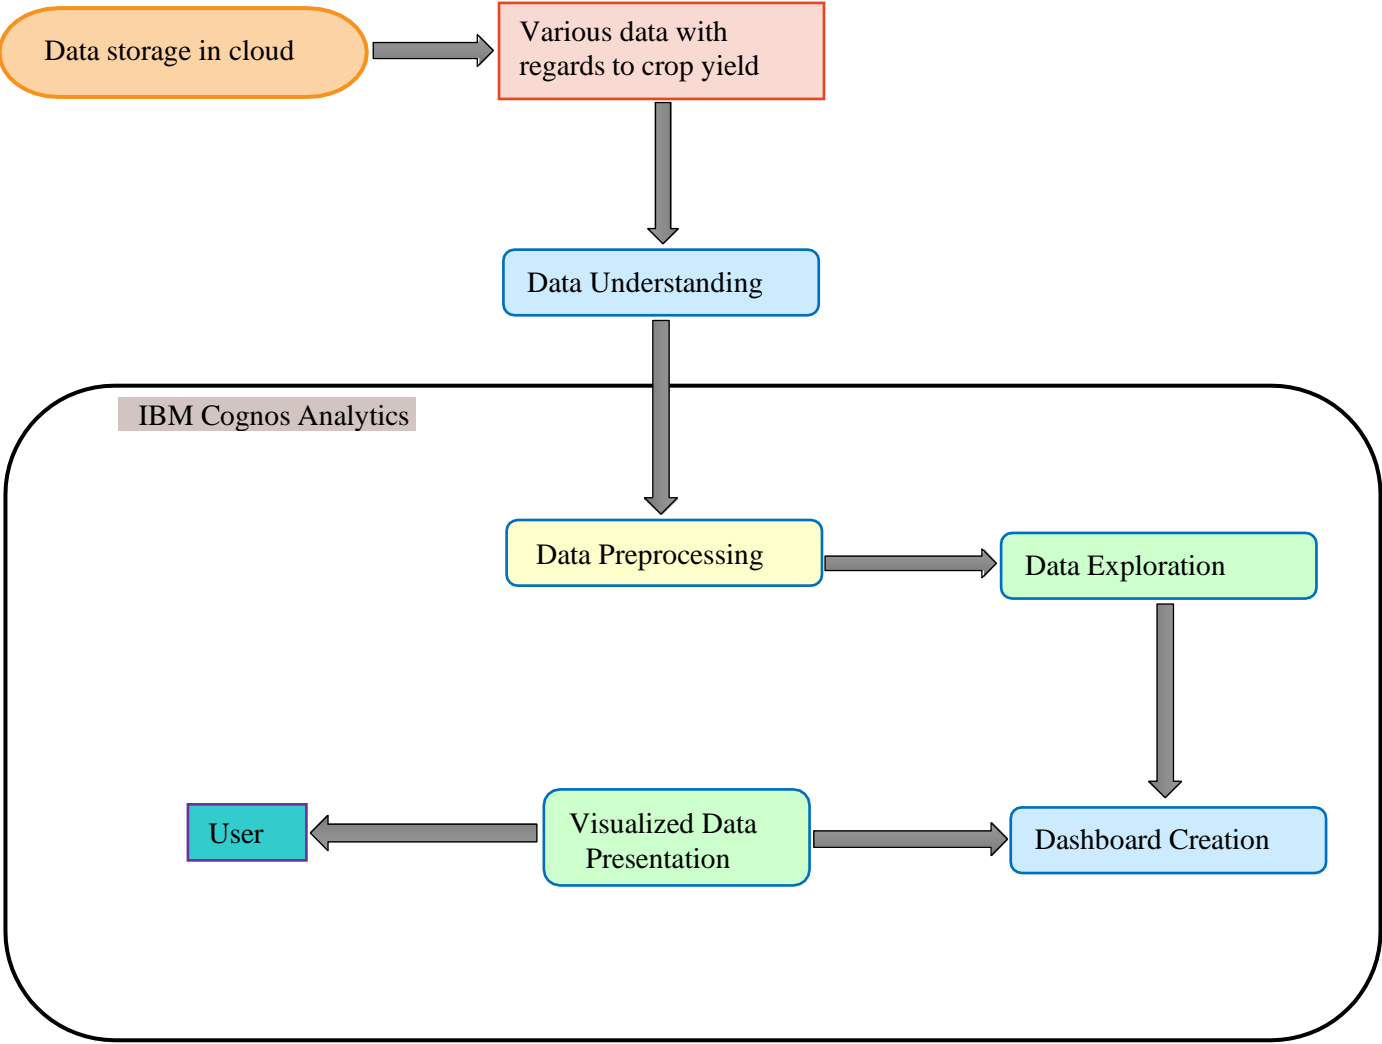 Data storage in cloud
Various data with
regards to crop yield
Data Understanding
IBM Cognos Analytics
Data Preprocessing
Data Exploration
User
Visualized Data
Presentation
Dashboard Creation